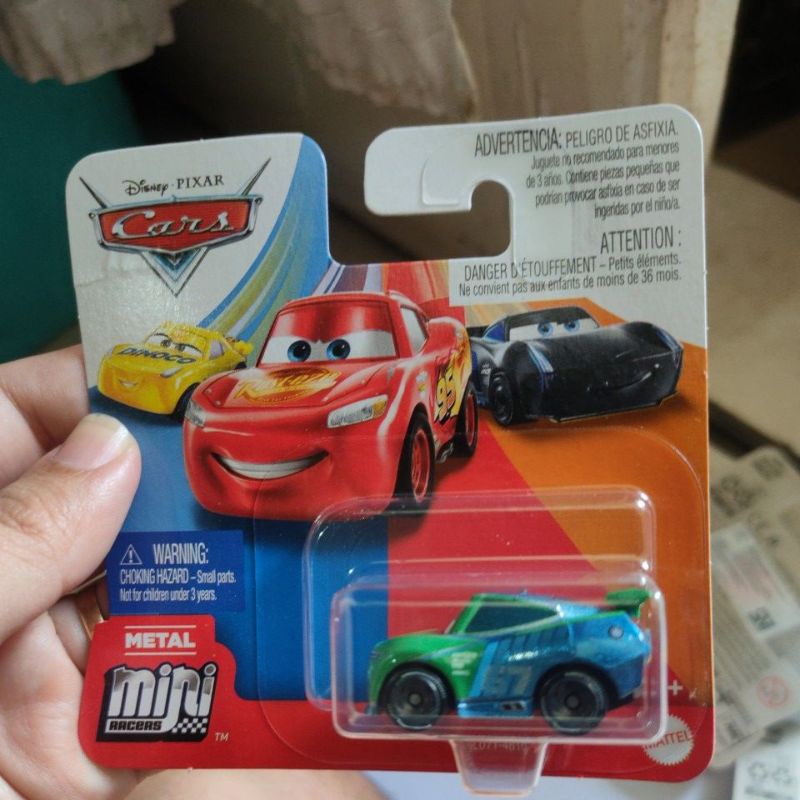 Disney · PIXAR
Cars
ADVERTENCIA: PELIGRO DE ASFIXIA.
Juguete no recomendado para menores
de 3 años. Contiene piezas pequeñas que
podrían provocar asfixia en caso de ser
ingeridas por el niño/a.
ATTENTION :
DANGER D'ÉTOUFFEMENT – Petits éléments.
Ne convient pas aux enfants de moins de 36 mois.
DINOCO
RUST-EZE
95
WARNING:
CHOKING HAZARD – Small parts.
Not for children under 3 years.
METAL
mini
RACERS
TM
MATTEL